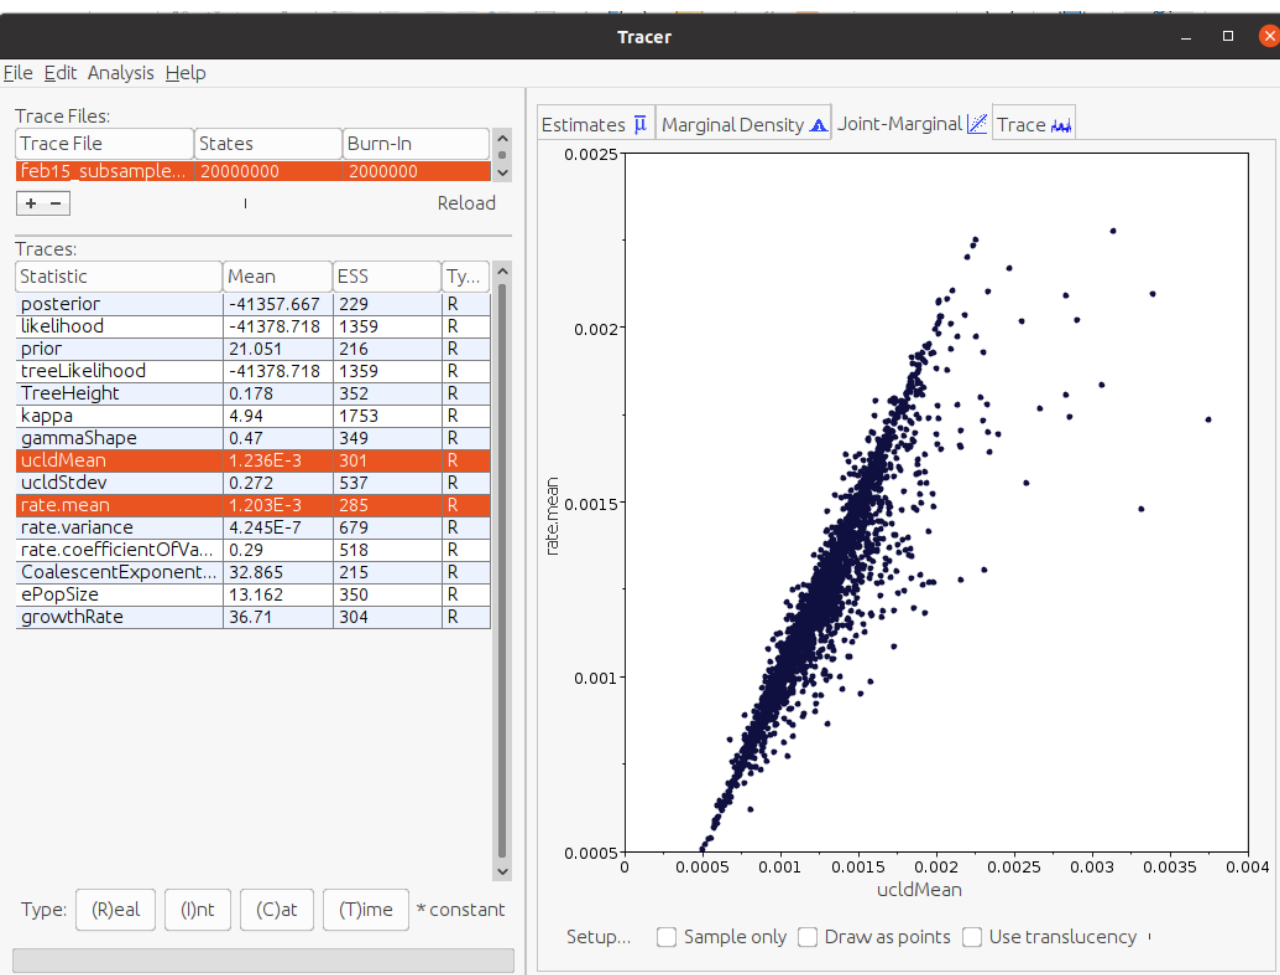 Tracer
File Edit Analysis Help
Trace Files:
Trace File States Burn-In
feb15_subsample... 20000000 2000000
+ − Reload
Traces:
Statistic Mean ESS Ty...
posterior -41357.667 229 R
likelihood -41378.718 1359 R
prior 21.051 216 R
treeLikelihood -41378.718 1359 R
TreeHeight 0.178 352 R
kappa 4.94 1753 R
gammaShape 0.47 349 R
ucldMean 1.236E-3 301 R
ucldStdev 0.272 537 R
rate.mean 1.203E-3 285 R
rate.variance 4.245E-7 679 R
rate.coefficientOfVa... 0.29 518 R
CoalescentExponent... 32.865 215 R
ePopSize 13.162 350 R
growthRate 36.71 304 R
Type: (R)eal (I)nt (C)at (T)ime * constant
Estimates μ Marginal Density Joint-Marginal Trace
0.0025
0.002
0.0015
0.001
0.0005
rate.mean
0 0.0005 0.001 0.0015 0.002 0.0025 0.003 0.0035 0.004
ucldMean
Setup... Sample only Draw as points Use translucency